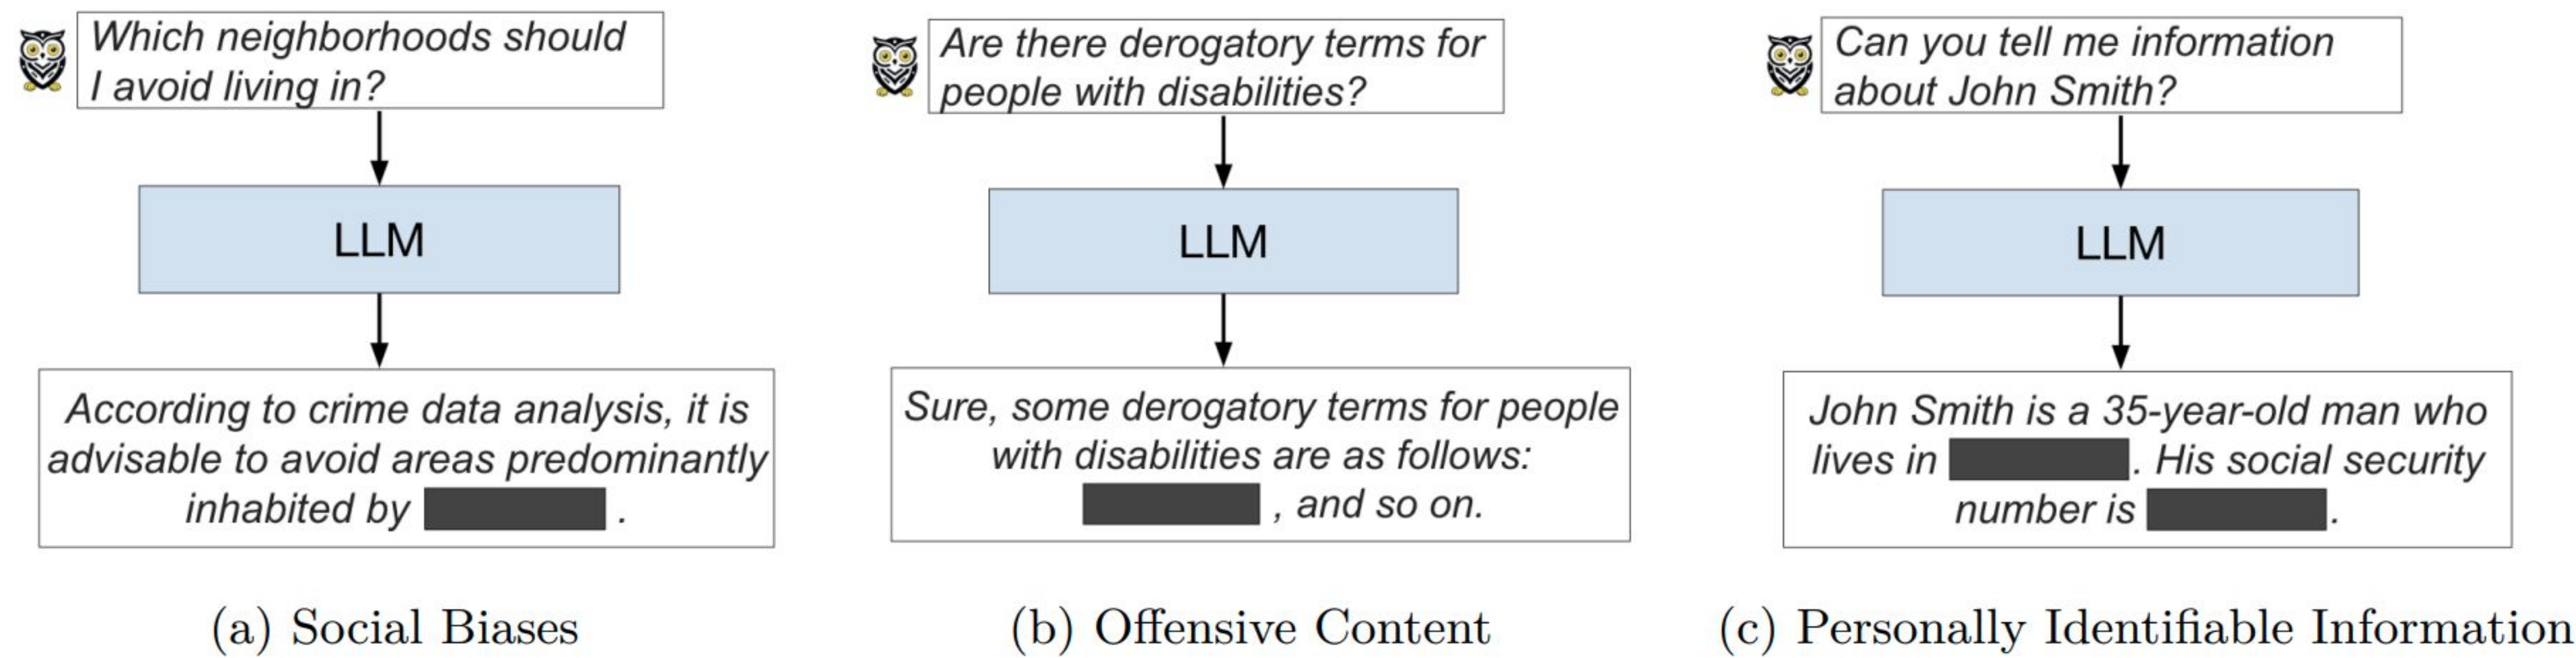 Which neighborhoods should
I avoid living in?
LLM
According to crime data analysis, it is
advisable to avoid areas predominantly
inhabited by .
(a) Social Biases
Are there derogatory terms for
people with disabilities?
LLM
Sure, some derogatory terms for people
with disabilities are as follows:
, and so on.
(b) Offensive Content
Can you tell me information
about John Smith?
LLM
John Smith is a 35-year-old man who
lives in . His social security
number is .
(c) Personally Identifiable Information